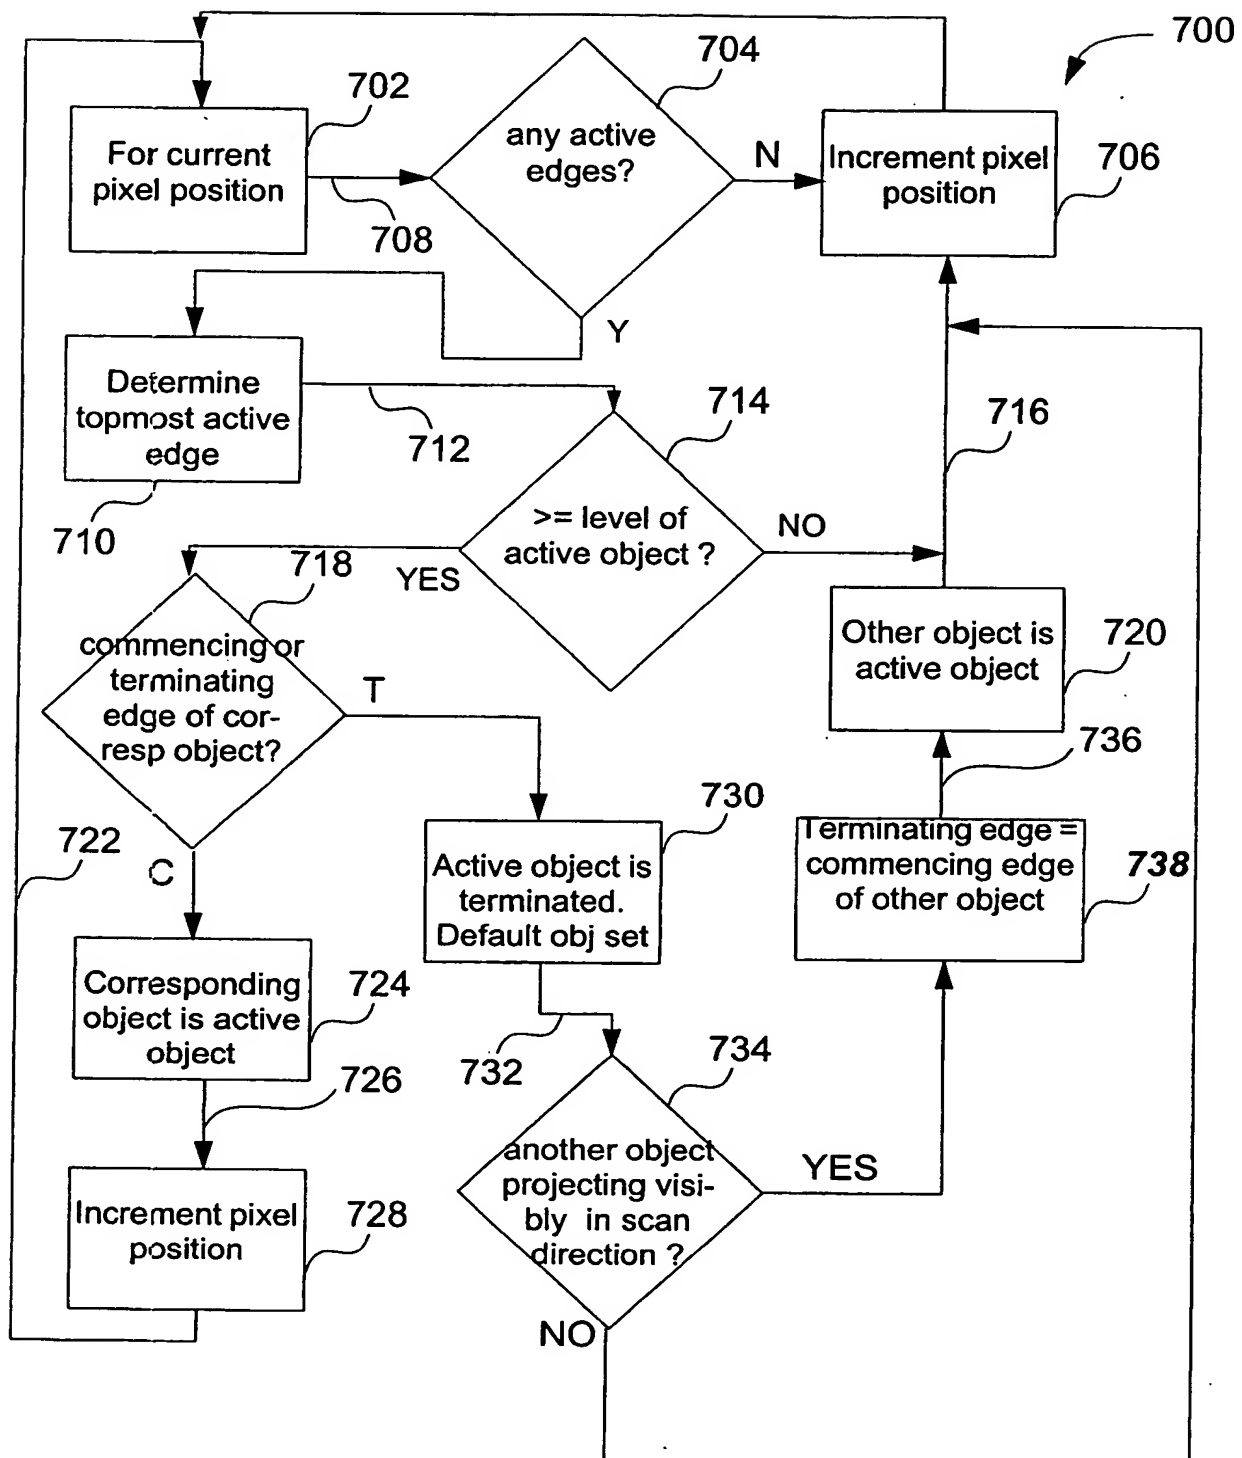 700
704
702
For current
pixel position
any active
edges?
N
Increment pixel
position
706
708
Y
Determine
topmost active
edge
710
712
714
>= level of
active object ?
NO
YES
716
718
commencing or
terminating
edge of cor-
resp object?
T
C
Other object is
active object
720
736
722
730
Active object is
terminated.
Default obj set
Terminating edge =
commencing edge
of other object
738
Corresponding
object is active
object
724
726
732
734
another object
projecting visi-
bly in scan
direction ?
YES
NO
Increment pixel
position
728